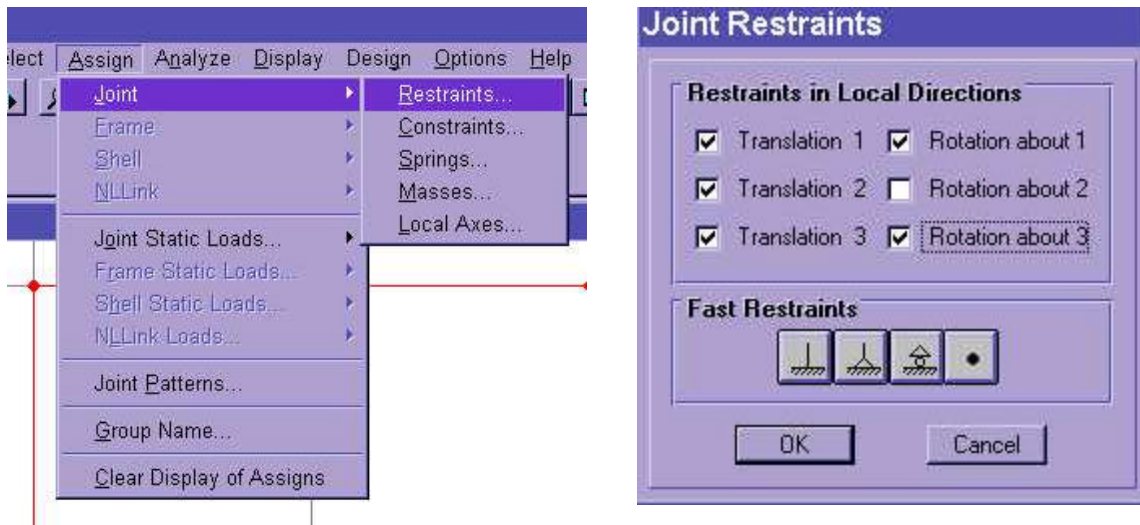 elect Assign Analyze Display Design Options Help
Joint
Frame
Shell
NLLink
Joint Static Loads...
Frame Static Loads...
Shell Static Loads...
NLLink Loads...
Joint Patterns...
Group Name...
Clear Display of Assigns
Restraints...
Constraints...
Springs...
Masses...
Local Axes...
Joint Restraints
Restraints in Local Directions
Translation 1 Rotation about 1
Translation 2 Rotation about 2
Translation 3 Rotation about 3
Fast Restraints
OK Cancel